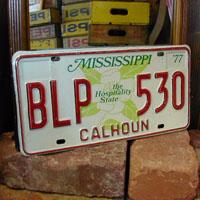 MISSISSIPPI
77
BLP 530
the
Hospitality
State
CALHOUN